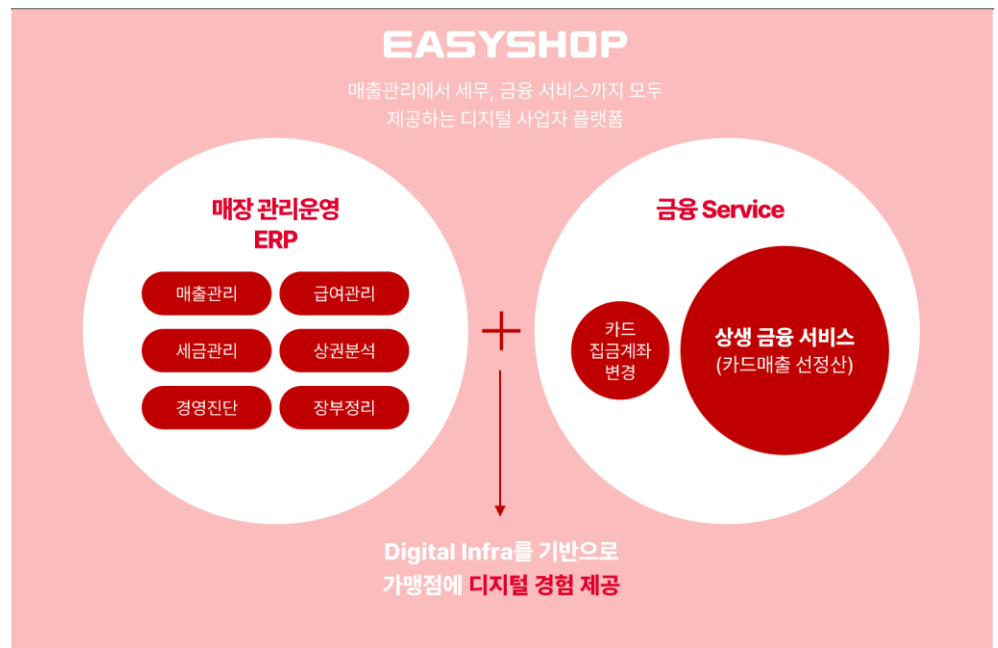 EASYSHOP
매출관리에서 세무, 금융 서비스까지 모두
제공하는 디지털 사업자 플랫폼
매장 관리운영
ERP
매출관리
급여관리
세금관리
상권분석
경영진단
장부정리
+
금융 Service
카드
집금계좌
변경
상생 금융 서비스
(카드매출 선정산)
Digital Infra를 기반으로
가맹점에 디지털 경험 제공